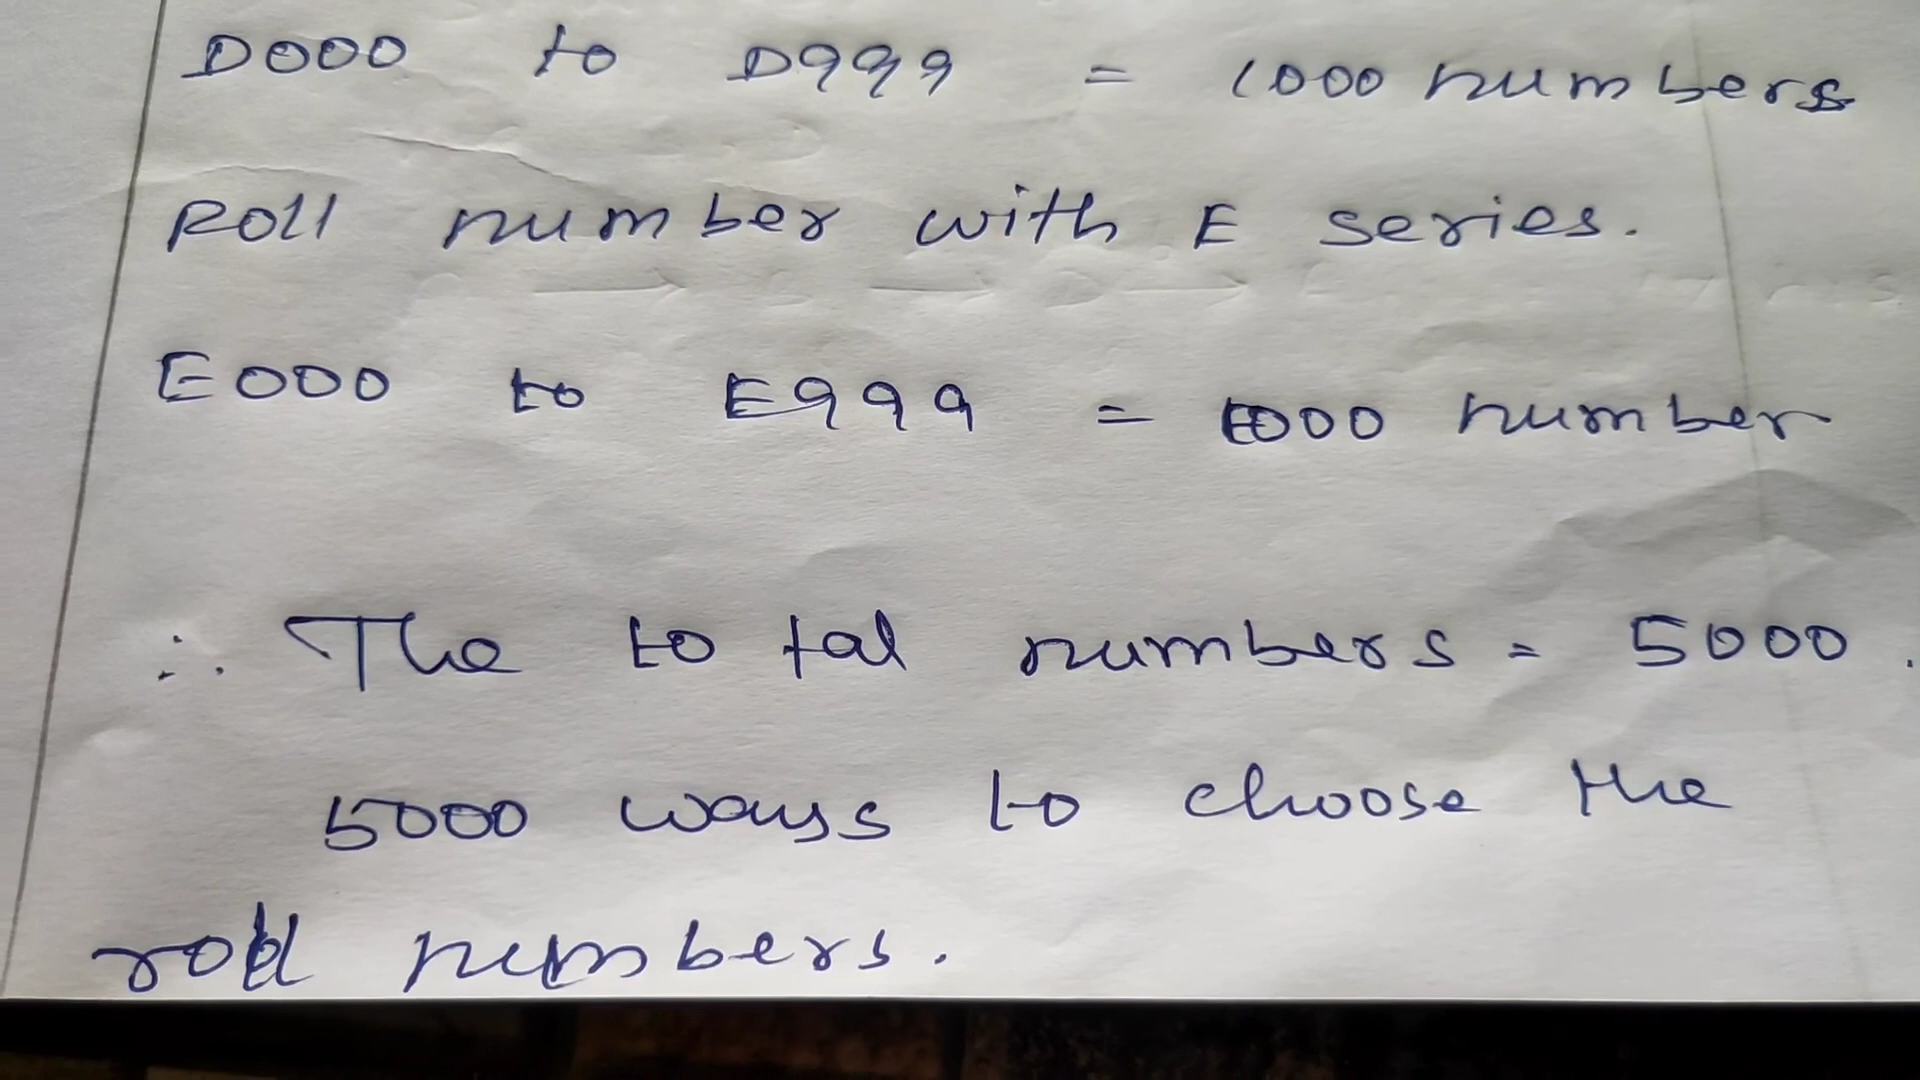 D000 to D999 = 1000 numbers
Roll number with E series.
E000 to E999 = 1000 number
∴ The total numbers = 5000.
5000 ways to choose the
roll numbers.